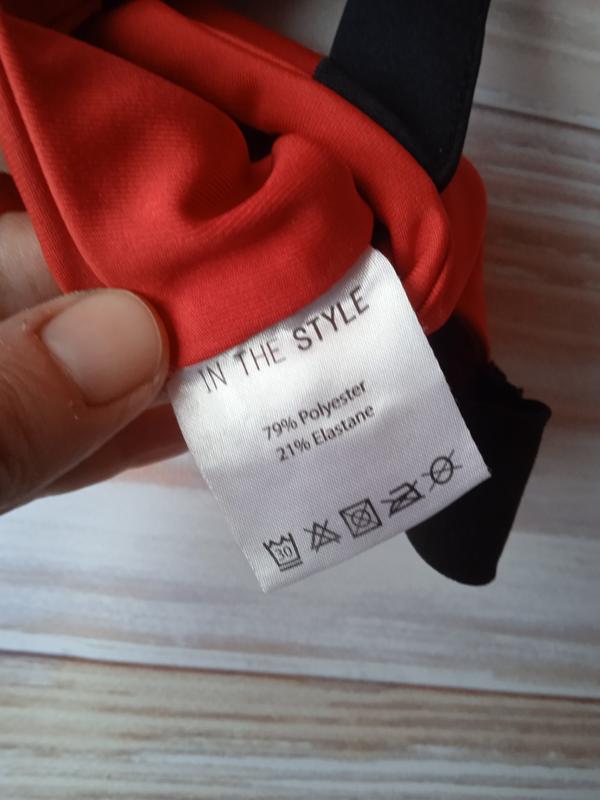 IN THE STYLE
79% Polyester
21% Elastane
30